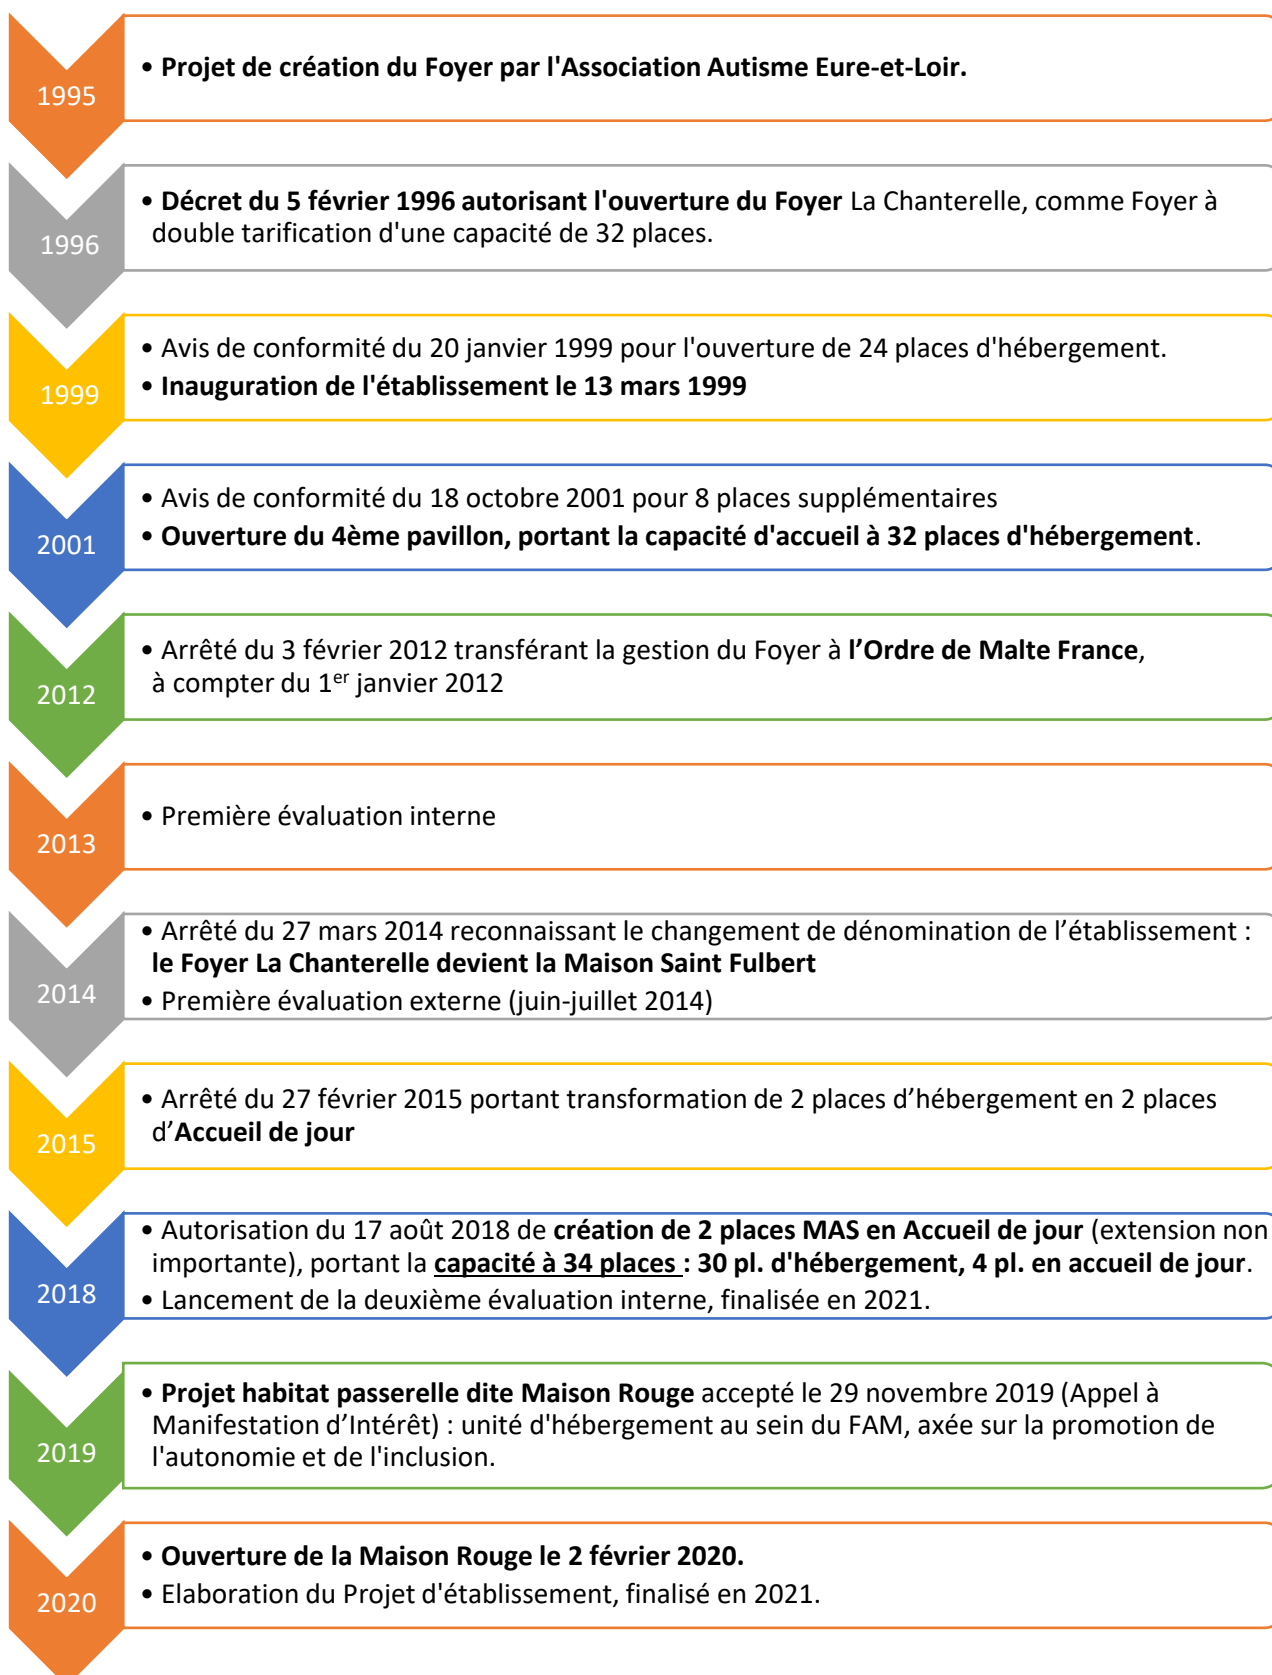 1995
• Projet de création du Foyer par l'Association Autisme Eure-et-Loir.
1996
• Décret du 5 février 1996 autorisant l'ouverture du Foyer La Chanterelle, comme Foyer à
double tarification d'une capacité de 32 places.
1999
• Avis de conformité du 20 janvier 1999 pour l'ouverture de 24 places d'hébergement.
• Inauguration de l'établissement le 13 mars 1999
2001
• Avis de conformité du 18 octobre 2001 pour 8 places supplémentaires
• Ouverture du 4ème pavillon, portant la capacité d'accueil à 32 places d'hébergement.
2012
• Arrêté du 3 février 2012 transférant la gestion du Foyer à l’Ordre de Malte France,
à compter du 1er janvier 2012
2013
• Première évaluation interne
2014
• Arrêté du 27 mars 2014 reconnaissant le changement de dénomination de l’établissement :
le Foyer La Chanterelle devient la Maison Saint Fulbert
• Première évaluation externe (juin-juillet 2014)
2015
• Arrêté du 27 février 2015 portant transformation de 2 places d’hébergement en 2 places
d’Accueil de jour
2018
• Autorisation du 17 août 2018 de création de 2 places MAS en Accueil de jour (extension non
importante), portant la capacité à 34 places : 30 pl. d'hébergement, 4 pl. en accueil de jour.
• Lancement de la deuxième évaluation interne, finalisée en 2021.
2019
• Projet habitat passerelle dite Maison Rouge accepté le 29 novembre 2019 (Appel à
Manifestation d’Intérêt) : unité d'hébergement au sein du FAM, axée sur la promotion de
l'autonomie et de l'inclusion.
2020
• Ouverture de la Maison Rouge le 2 février 2020.
• Elaboration du Projet d'établissement, finalisé en 2021.